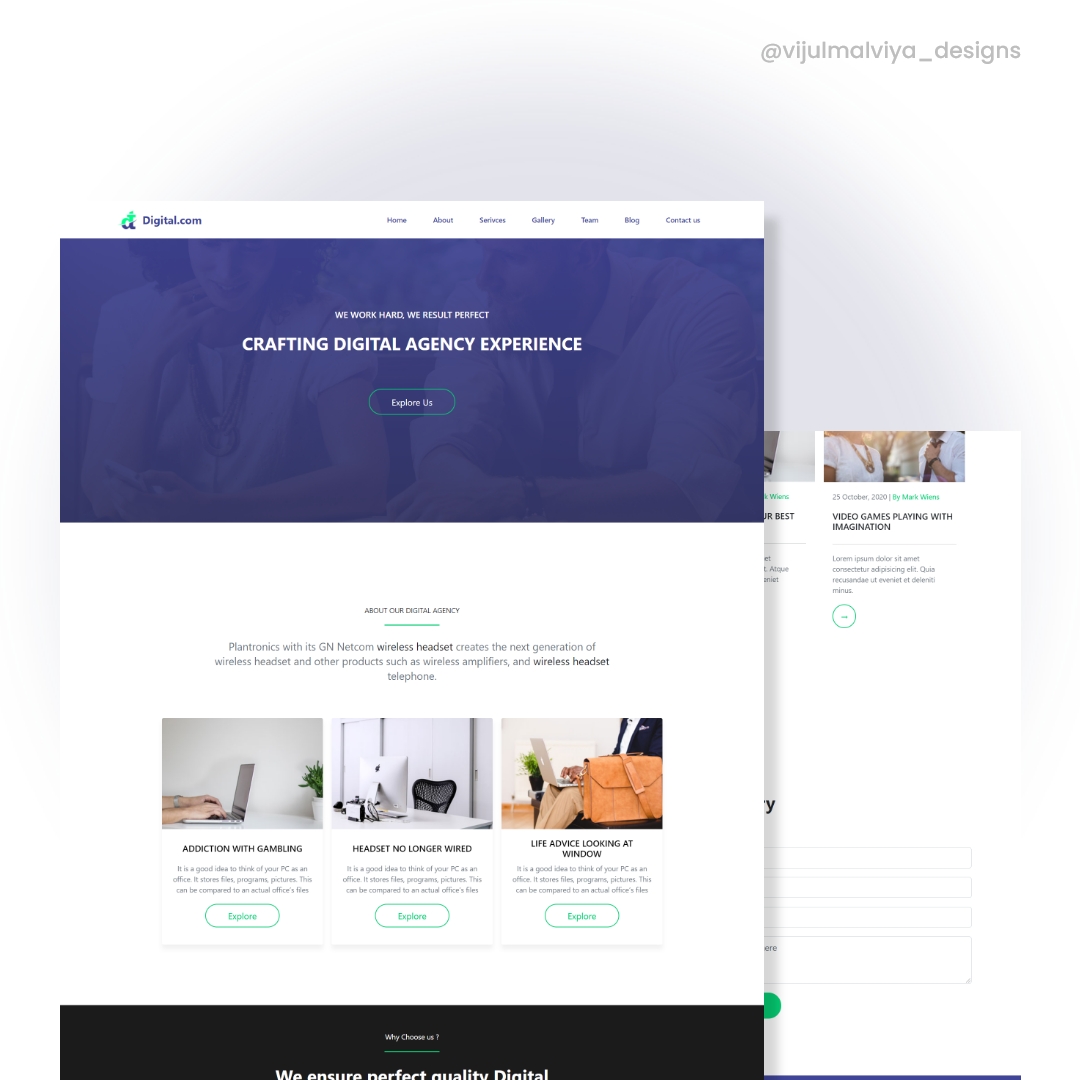 @vijulmalviya_designs
Digital.com
Home About Serivces Gallery Team Blog Contact us
WE WORK HARD, WE RESULT PERFECT
CRAFTING DIGITAL AGENCY EXPERIENCE
Explore Us
ABOUT OUR DIGITAL AGENCY
Plantronics with its GN Netcom wireless headset creates the next generation of
wireless headset and other products such as wireless amplifiers, and wireless headset
telephone.
ADDICTION WITH GAMBLING
It is a good idea to think of your PC as an
office. It stores files, programs, pictures. This
can be compared to an actual office's files
Explore
HEADSET NO LONGER WIRED
It is a good idea to think of your PC as an
office. It stores files, programs, pictures. This
can be compared to an actual office's files
Explore
LIFE ADVICE LOOKING AT
WINDOW
It is a good idea to think of your PC as an
office. It stores files, programs, pictures. This
can be compared to an actual office's files
Explore
Why Choose us ?
We ensure perfect quality Digital
k Wiens
UR BEST
et
t. Atque
eniet
25 October, 2020 | By Mark Wiens
VIDEO GAMES PLAYING WITH
IMAGINATION
Lorem ipsum dolor sit amet
consectetur adipisicing elit. Quia
recusandae ut eveniet et deleniti
minus.
→
ry
ere